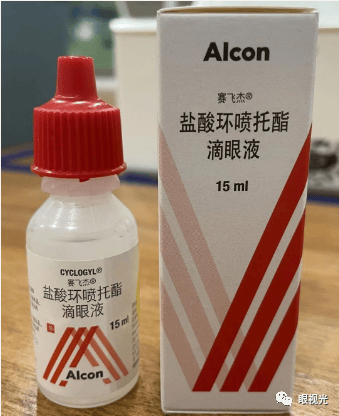 Alcon
赛飞杰®
盐酸环喷托酯
滴眼液
15 ml
CYCLOGYL®
赛飞杰®
盐酸环喷托酯
滴眼液
15 ml
Alcon
眼视光